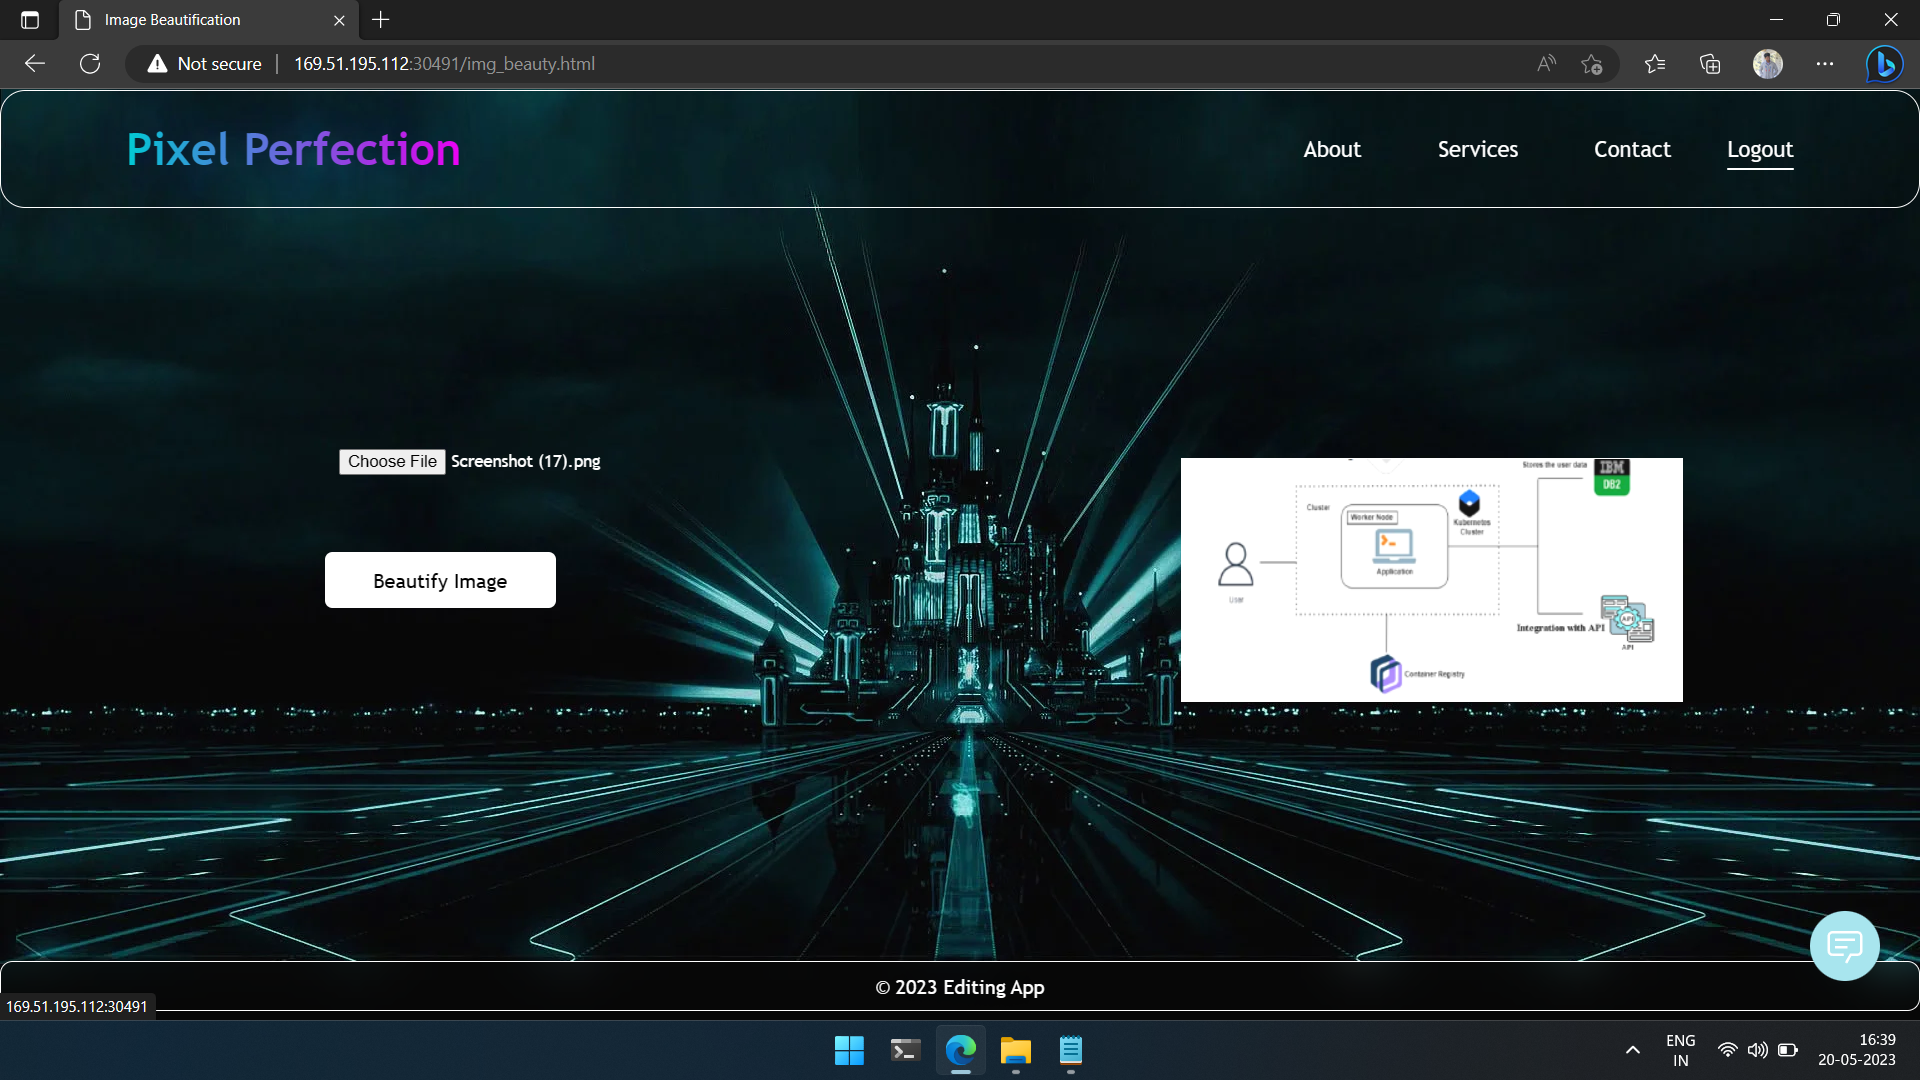 Image Beautification
Not secure
169.51.195.112:30491/img_beauty.html
Pixel Perfection
About
Services
Contact
Logout
Choose File Screenshot (17).png
Beautify Image
Stores the user data
IBM
DB2
Cluster
Worker Node
Kubernetes
Cluster
Application
User
API
Integration with API
API
Container Registry
© 2023 Editing App
169.51.195.112:30491
ENG
IN
16:39
20-05-2023